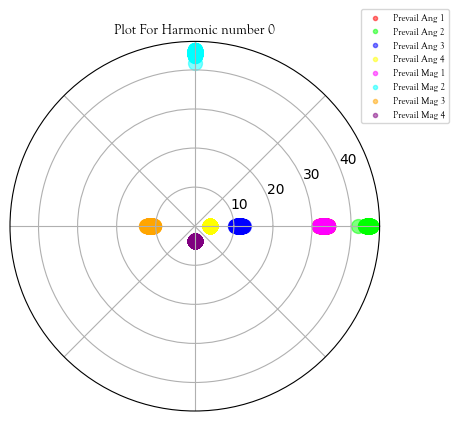 Plot For Harmonic number 0
Prevail Ang 1
Prevail Ang 2
Prevail Ang 3
Prevail Ang 4
Prevail Mag 1
Prevail Mag 2
Prevail Mag 3
Prevail Mag 4
40
30
20
10